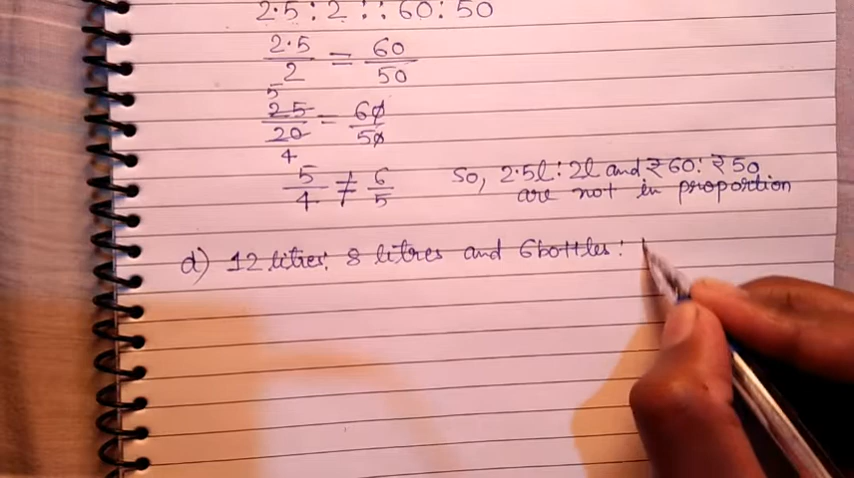 2.5 : 2 :: 60 : 50
2.5/2 = 60/50
5
25/20 = 60/50
4
5/4 ≠ 6/5 So, 2.5l : 2l and ₹60 : ₹50
are not in proportion
d) 12 litres : 8 litres and 6 bottles :